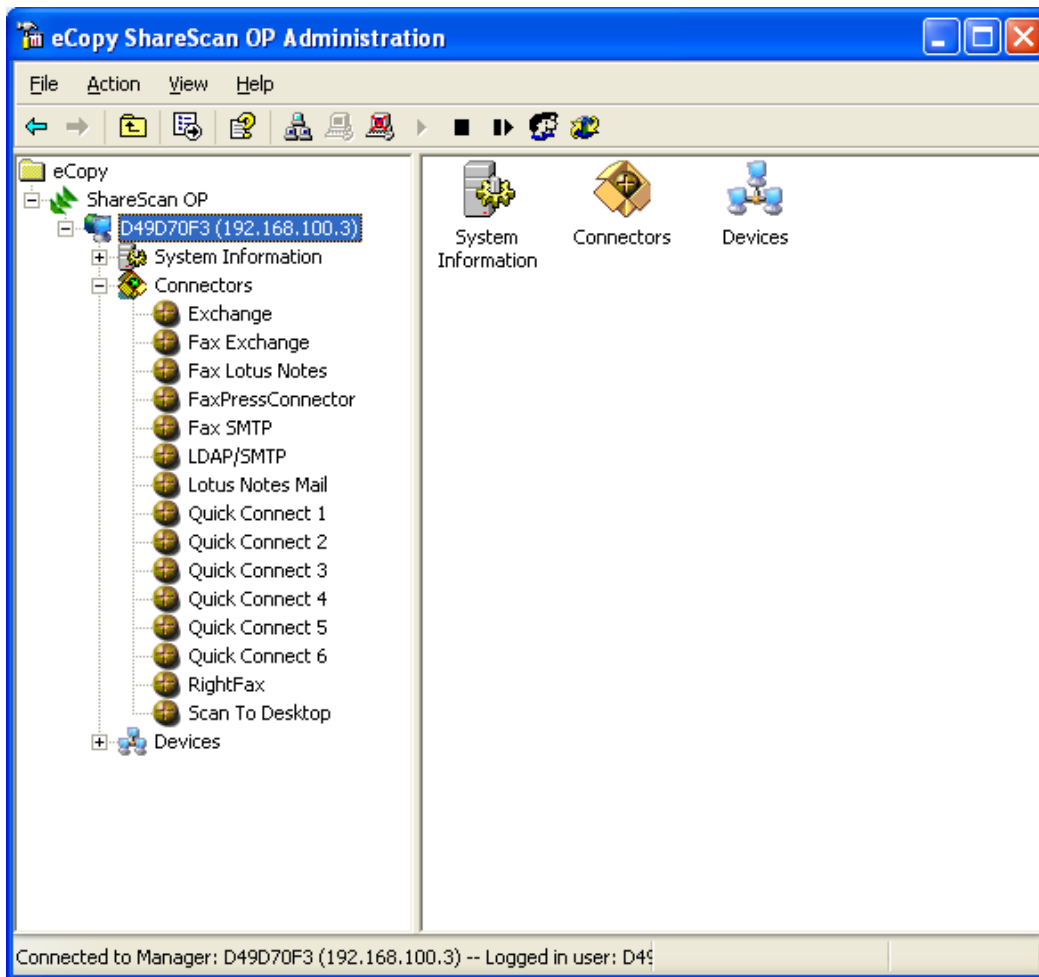 eCopy ShareScan OP Administration
File Action View Help
eCopy
ShareScan OP
D49D70F3 (192.168.100.3)
System Information
Connectors
Exchange
Fax Exchange
Fax Lotus Notes
FaxPressConnector
Fax SMTP
LDAP/SMTP
Lotus Notes Mail
Quick Connect 1
Quick Connect 2
Quick Connect 3
Quick Connect 4
Quick Connect 5
Quick Connect 6
RightFax
Scan To Desktop
Devices
System
Information
Connectors
Devices
Connected to Manager: D49D70F3 (192.168.100.3) -- Logged in user: D49